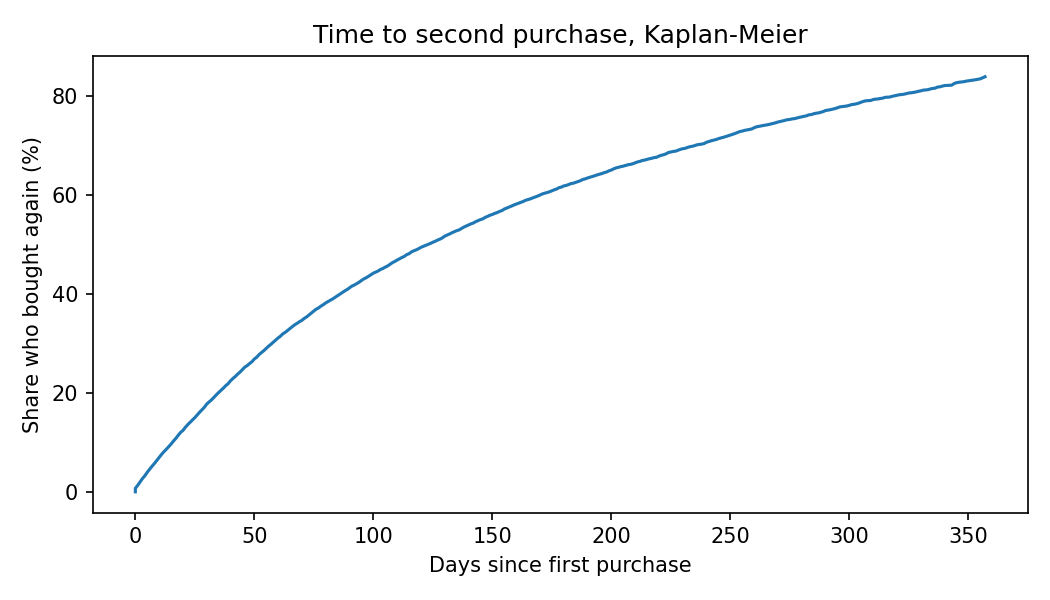 Time to second purchase, Kaplan-Meier
Share who bought again (%)
80
60
40
20
0
0 50 100 150 200 250 300 350
Days since first purchase